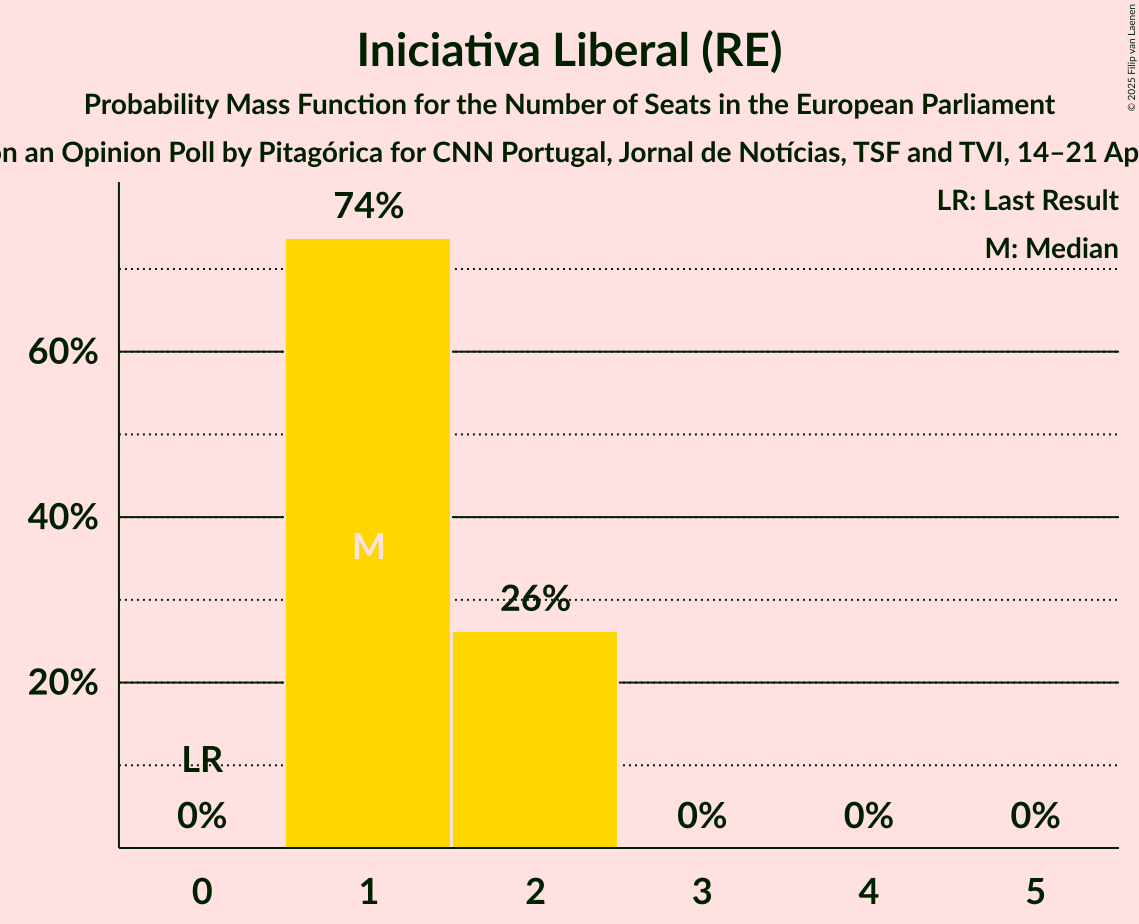 Iniciativa Liberal (RE)
Probability Mass Function for the Number of Seats in the European Parliament
an Opinion Poll by Pitagórica for CNN Portugal, Jornal de Notícias, TSF and TVI, 14–21
© 2025 Filip van Laenen
LR: Last Result
M: Median
74%
60%
40%
M
26%
20%
LR
0%
0%
0%
0%
0
1
2
3
4
5